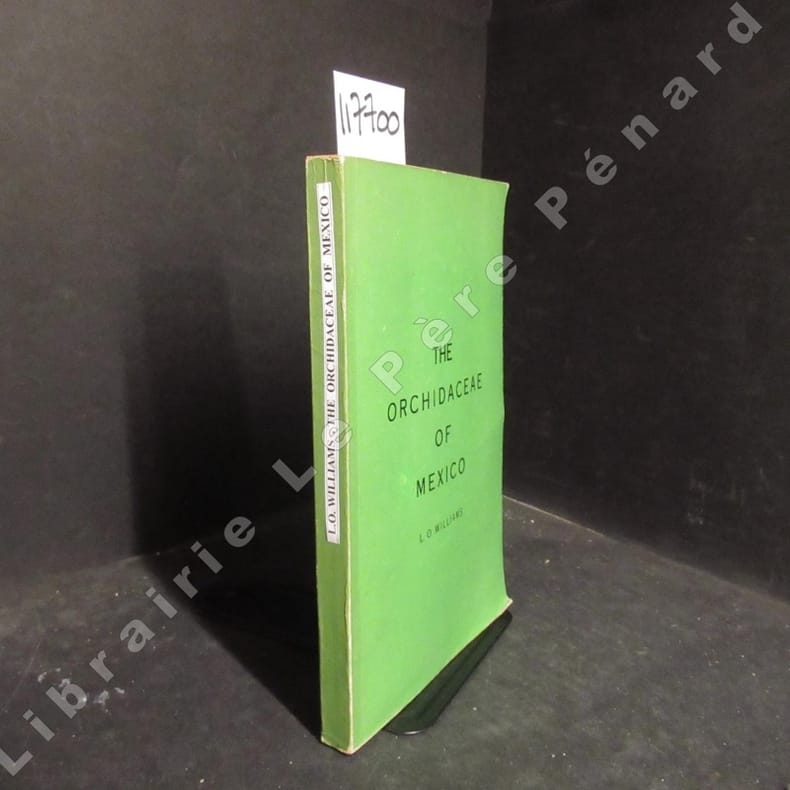 117700
L.O. WILLIAMS, THE ORCHIDACEAE OF MEXICO
THE
ORCHIDACEAE
OF
MEXICO
L. O. WILLIAMS
Librairie Le Père Pénard